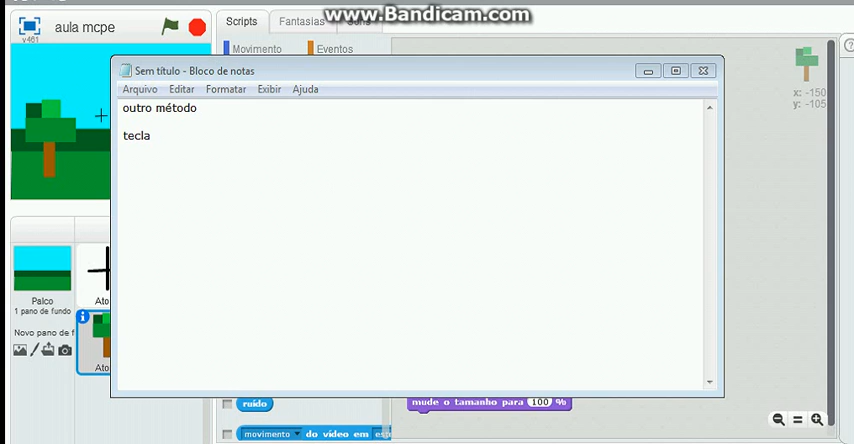 www.Bandicam.com
aula mcpe
v461
Scripts
Fantasias
Movimento
Eventos
Sem título - Bloco de notas
Arquivo Editar Formatar Exibir Ajuda
outro método
tecla
x: -150
y: -105
Palco
1 pano de fundo
Ato
Novo pano de f
Ato
ruído
movimento do vídeo em
mude o tamanho para 100 %